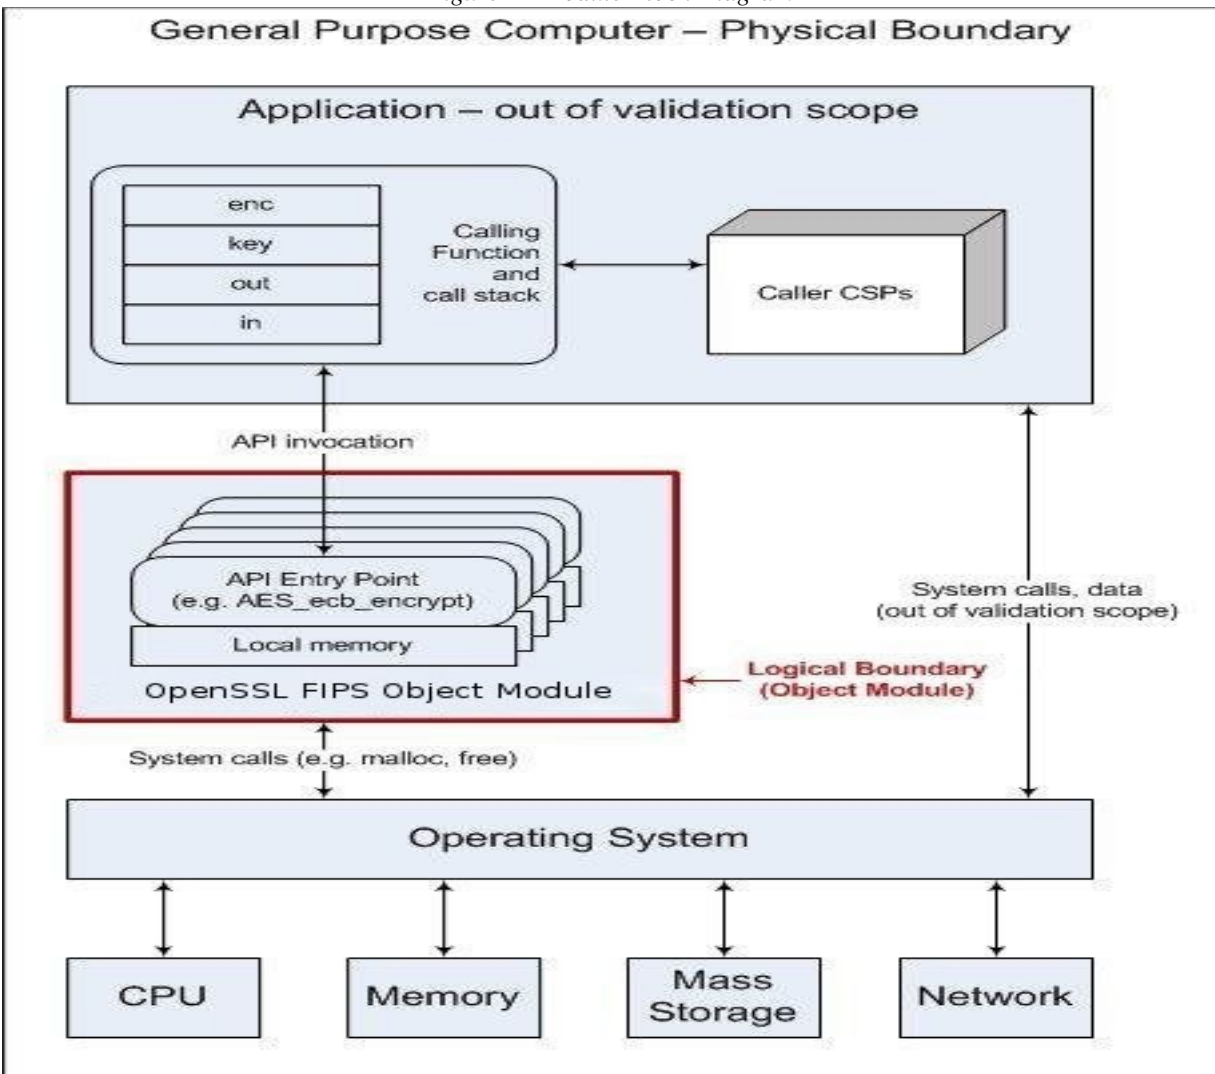 General Purpose Computer – Physical Boundary
Application – out of validation scope
enc
key
out
in
Calling
Function
and
call stack
Caller CSPs
API invocation
API Entry Point
(e.g. AES_ecb_encrypt)
Local memory
OpenSSL FIPS Object Module
Logical Boundary
(Object Module)
System calls, data
(out of validation scope)
System calls (e.g. malloc, free)
Operating System
CPU
Memory
Mass
Storage
Network